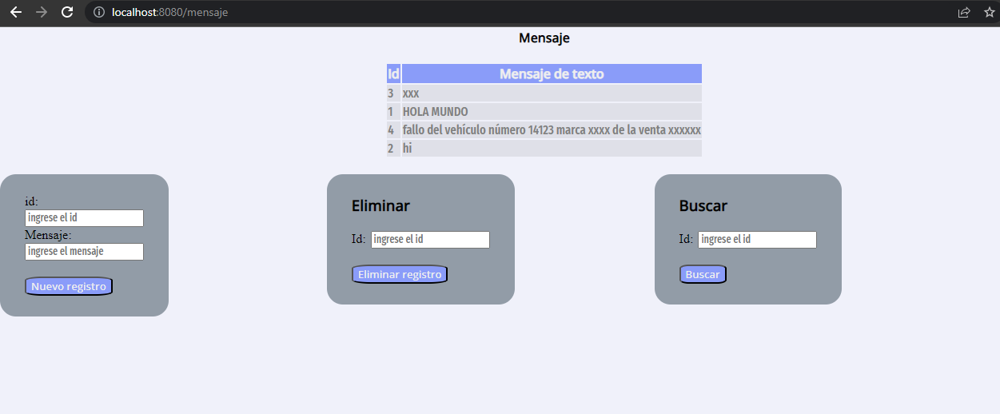 localhost:8080/mensaje
Mensaje
Id Mensaje de texto
3 xxx
1 HOLA MUNDO
4 fallo del vehículo número 14123 marca xxxx de la venta xxxxxx
2 hi
id:
ingrese el id
Mensaje:
ingrese el mensaje
Nuevo registro
Eliminar
Id: ingrese el id
Eliminar registro
Buscar
Id: ingrese el id
Buscar